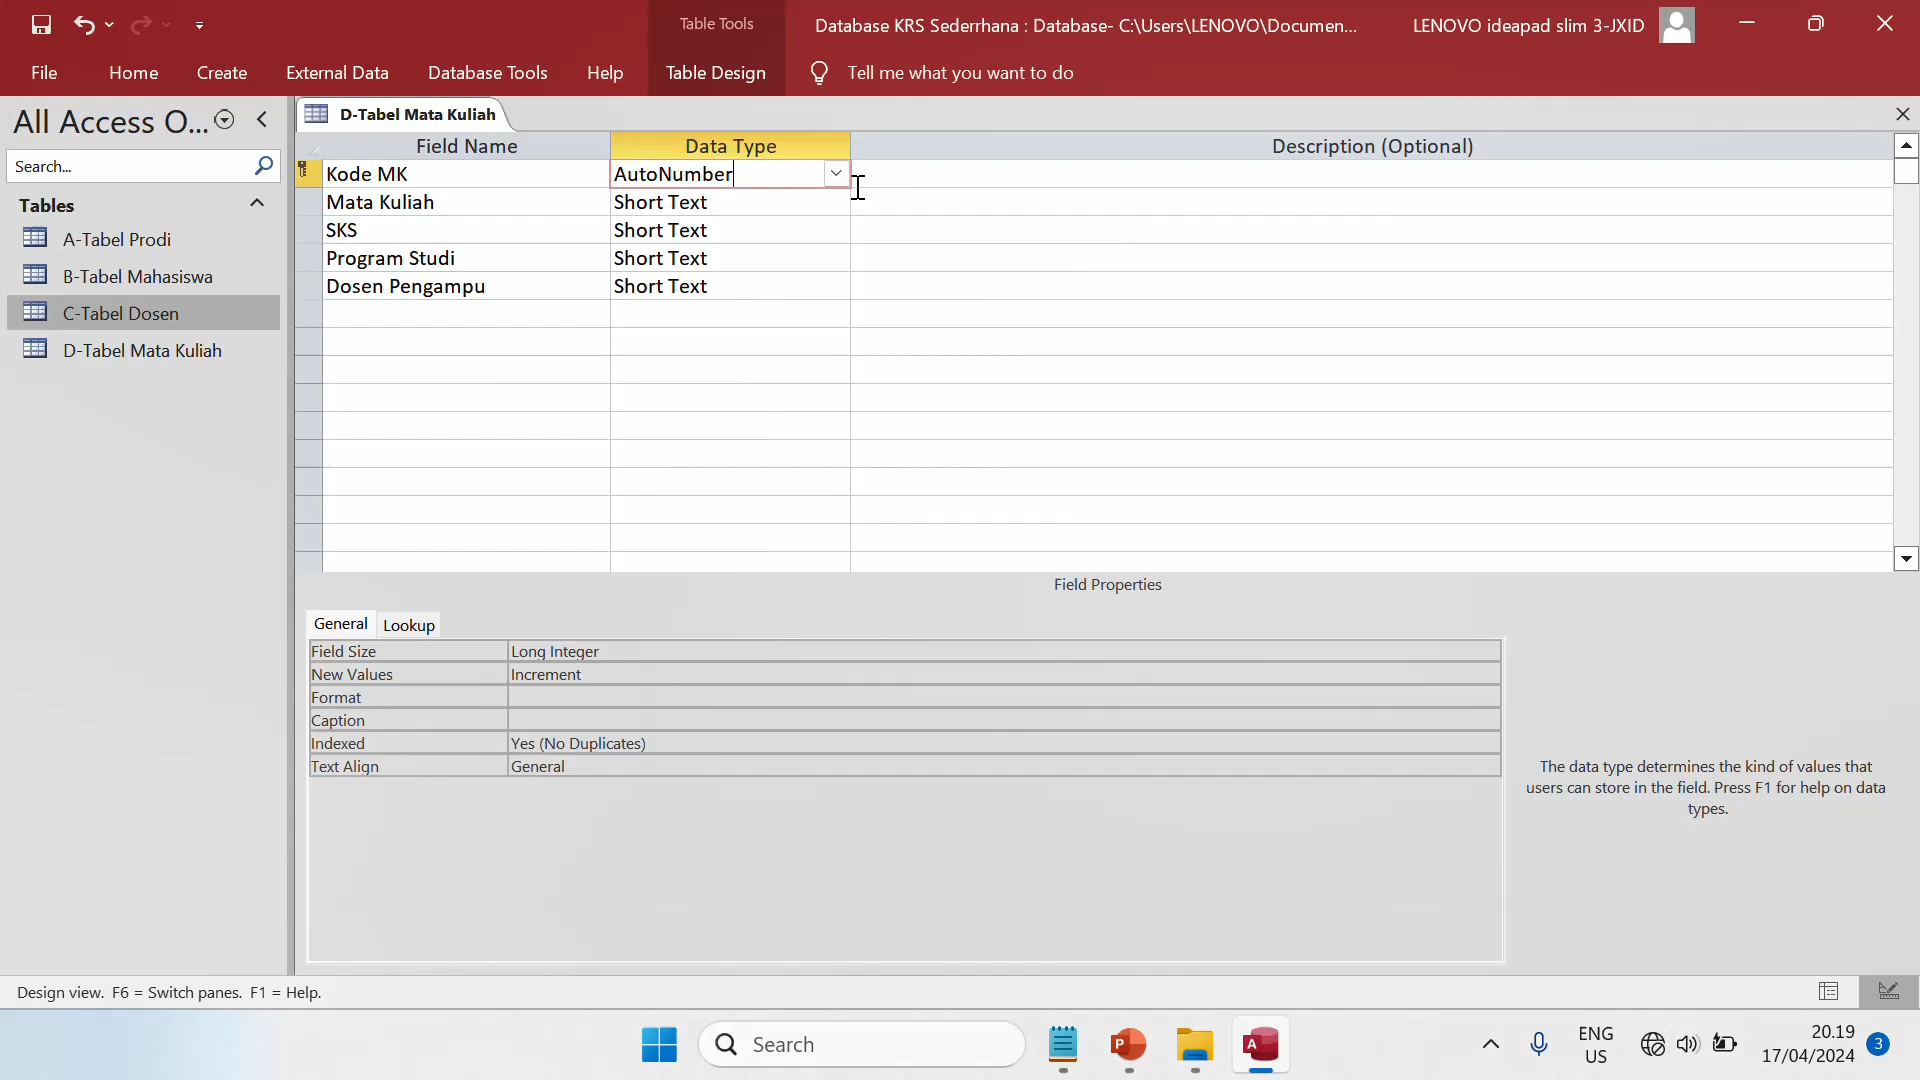 Table Tools
Database KRS Sederrhana : Database- C:\Users\LENOVO\Documen...
LENOVO ideapad slim 3-JXID
File
Home
Create
External Data
Database Tools
Help
Table Design
Tell me what you want to do
All Access O...
D-Tabel Mata Kuliah
Search...
Tables
A-Tabel Prodi
B-Tabel Mahasiswa
C-Tabel Dosen
D-Tabel Mata Kuliah
Field Name
Data Type
Description (Optional)
Kode MK
AutoNumber
Mata Kuliah
Short Text
SKS
Short Text
Program Studi
Short Text
Dosen Pengampu
Short Text
Field Properties
General
Lookup
Field Size
Long Integer
New Values
Increment
Format
Caption
Indexed
Yes (No Duplicates)
Text Align
General
The data type determines the kind of values that
users can store in the field. Press F1 for help on data
types.
Design view.  F6 = Switch panes.  F1 = Help.
Search
P
A
ENG
US
20.19
17/04/2024
3